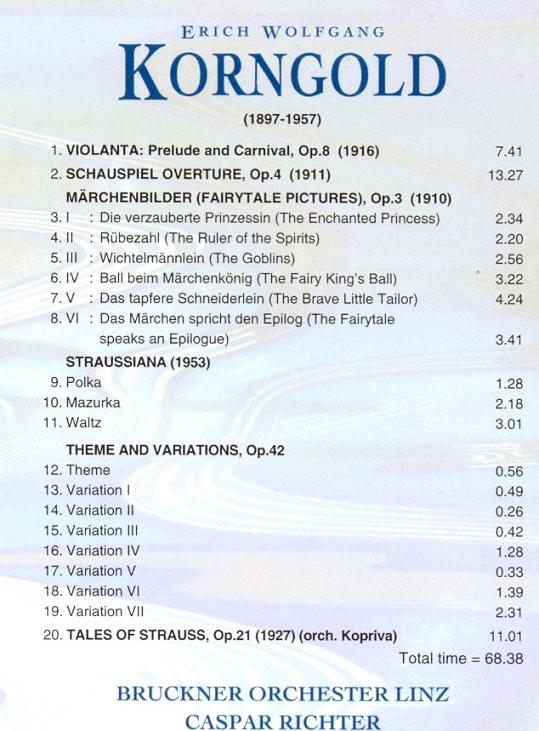 ERICH WOLFGANG
KORNGOLD
(1897-1957)
1. VIOLANTA: Prelude and Carnival, Op.8 (1916) 7.41
2. SCHAUSPIEL OVERTURE, Op.4 (1911) 13.27
MÄRCHENBILDER (FAIRYTALE PICTURES), Op.3 (1910)
3. I : Die verzauberte Prinzessin (The Enchanted Princess) 2.34
4. II : Rübezahl (The Ruler of the Spirits) 2.20
5. III : Wichtelmännlein (The Goblins) 2.56
6. IV : Ball beim Märchenkönig (The Fairy King's Ball) 3.22
7. V : Das tapfere Schneiderlein (The Brave Little Tailor) 4.24
8. VI : Das Märchen spricht den Epilog (The Fairytale
speaks an Epilogue) 3.41
STRAUSSIANA (1953)
9. Polka 1.28
10. Mazurka 2.18
11. Waltz 3.01
THEME AND VARIATIONS, Op.42
12. Theme 0.56
13. Variation I 0.49
14. Variation II 0.26
15. Variation III 0.42
16. Variation IV 1.28
17. Variation V 0.33
18. Variation VI 1.39
19. Variation VII 2.31
20. TALES OF STRAUSS, Op.21 (1927) (orch. Kopriva) 11.01
Total time = 68.38
BRUCKNER ORCHESTER LINZ
CASPAR RICHTER